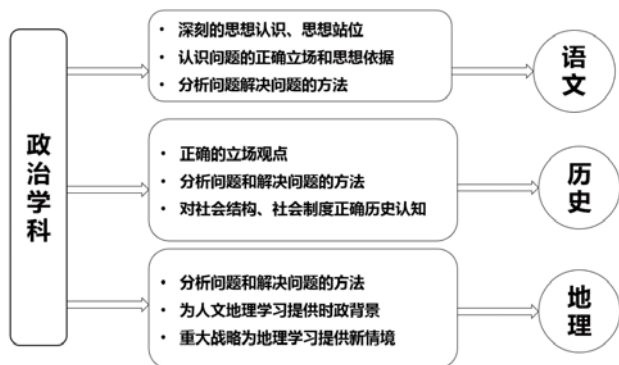 政治学科
• 深刻的思想认识、思想站位
• 认识问题的正确立场和思想依据
• 分析问题解决问题的方法
语文
• 正确的立场观点
• 分析问题和解决问题的方法
• 对社会结构、社会制度正确历史认知
历史
• 分析问题和解决问题的方法
• 为人文地理学习提供时政背景
• 重大战略为地理学习提供新情境
地理